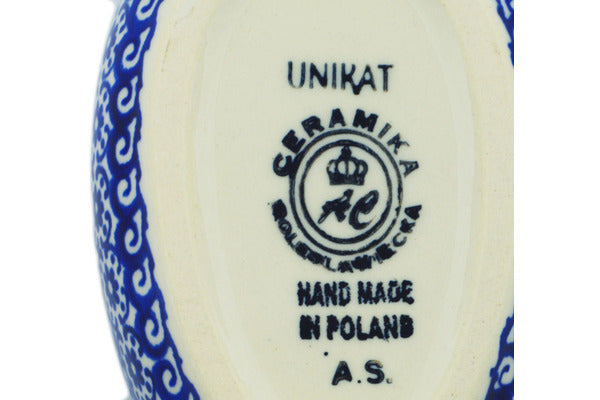 UNIKAT
CERAMIKA
AC
BOLESŁAWIECKA
HAND MADE
IN POLAND
A.S.